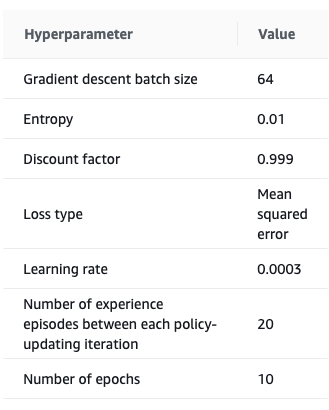 Hyperparameter Value
Gradient descent batch size 64
Entropy 0.01
Discount factor 0.999
Loss type Mean
squared
error
Learning rate 0.0003
Number of experience
episodes between each policy-
updating iteration 20
Number of epochs 10